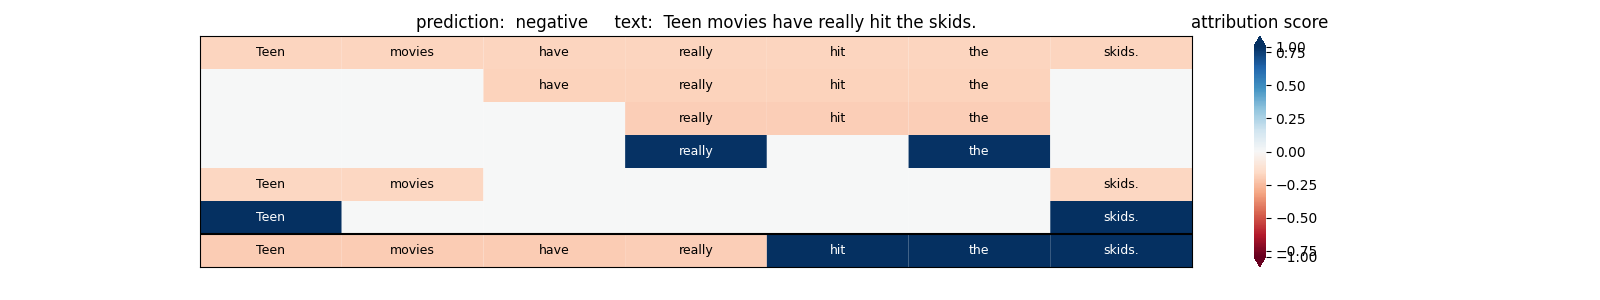 prediction:  negative     text:  Teen movies have really hit the skids.
attribution score
Teen movies have really hit the skids.
have really hit the
really hit the
really the
Teen movies skids.
Teen skids.
Teen movies have really hit the skids.
1.00
0.75
0.50
0.25
0.00
−0.25
−0.50
−0.75
−1.00